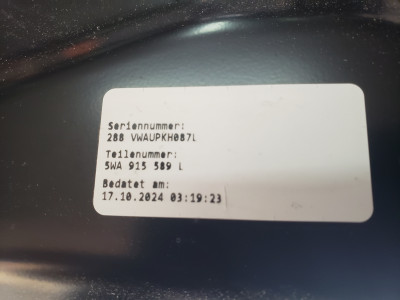 Seriennummer:
288 VWAUPKH087L
Teilenummer:
5WA 915 589 L
Bedatet am:
17.10.2024 03:19:23